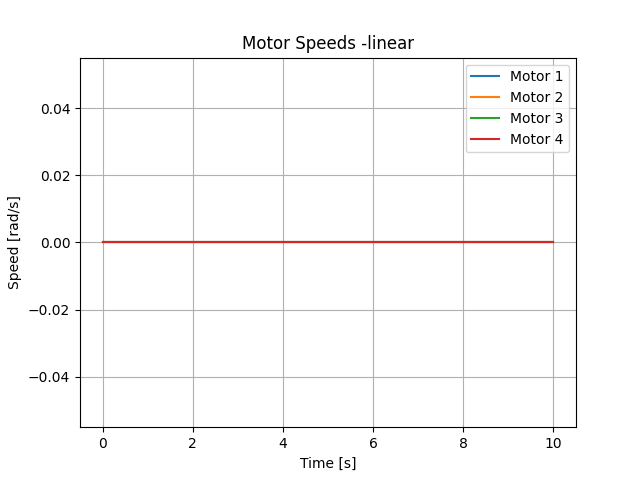 Motor Speeds -linear
Motor 1
Motor 2
Motor 3
Motor 4
Speed [rad/s]
0.04
0.02
0.00
−0.02
−0.04
0
2
4
6
8
10
Time [s]